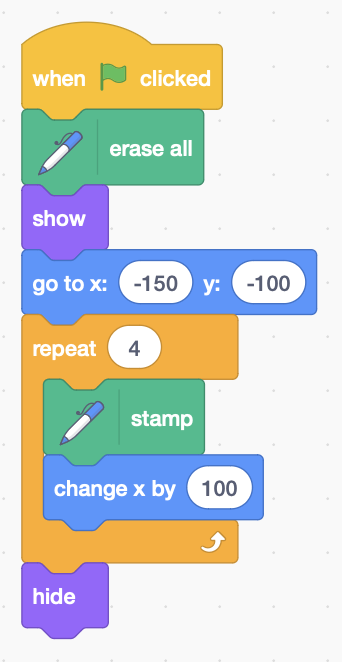 when clicked
erase all
show
go to x: -150 y: -100
repeat 4
stamp
change x by 100
hide